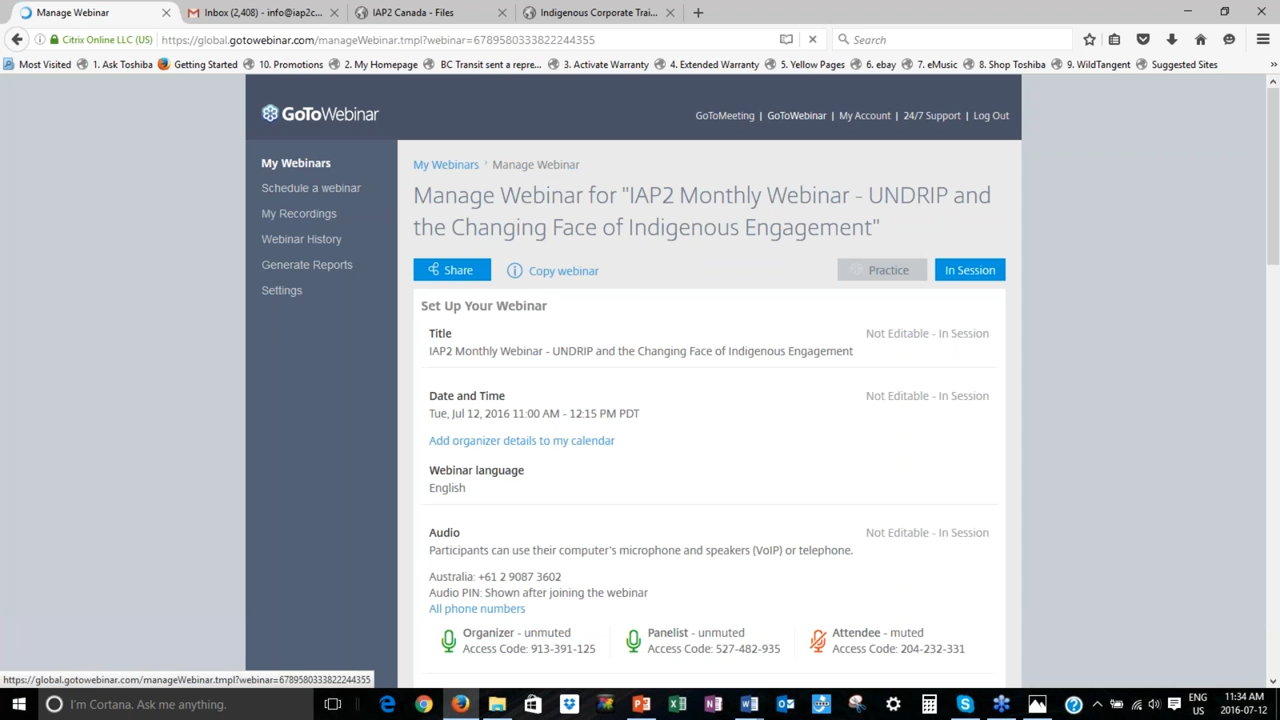 Manage Webinar
Inbox (2,408) - info@iap2c...
IAP2 Canada - Files
Indigenous Corporate Trai...
Citrix Online LLC (US)
https://global.gotowebinar.com/manageWebinar.tmpl?webinar=6789580333822244355
Search
Most Visited
1. Ask Toshiba
Getting Started
10. Promotions
2. My Homepage
BC Transit sent a repre...
3. Activate Warranty
4. Extended Warranty
5. Yellow Pages
6. ebay
7. eMusic
8. Shop Toshiba
9. WildTangent
Suggested Sites
GoToWebinar
GoToMeeting | GoToWebinar | My Account | 24/7 Support | Log Out
My Webinars
Schedule a webinar
My Recordings
Webinar History
Generate Reports
Settings
My Webinars › Manage Webinar
Manage Webinar for "IAP2 Monthly Webinar - UNDRIP and
the Changing Face of Indigenous Engagement"
Share
Copy webinar
Practice
In Session
Set Up Your Webinar
Title
Not Editable - In Session
IAP2 Monthly Webinar - UNDRIP and the Changing Face of Indigenous Engagement
Date and Time
Not Editable - In Session
Tue, Jul 12, 2016 11:00 AM - 12:15 PM PDT
Add organizer details to my calendar
Webinar language
English
Audio
Not Editable - In Session
Participants can use their computer's microphone and speakers (VoIP) or telephone.
Australia: +61 2 9087 3602
Audio PIN: Shown after joining the webinar
All phone numbers
Organizer - unmuted
Access Code: 913-391-125
Panelist - unmuted
Access Code: 527-482-935
Attendee - muted
Access Code: 204-232-331
https://global.gotowebinar.com/manageWebinar.tmpl?webinar=6789580333822244355
I'm Cortana. Ask me anything.
ENG
US
11:34 AM
2016-07-12